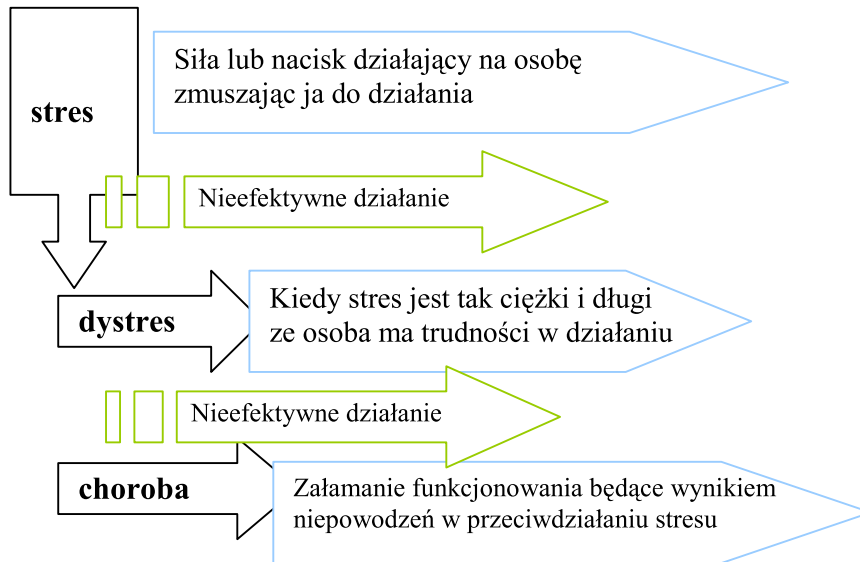 stres
Siła lub nacisk działający na osobę
zmuszając ja do działania
Nieefektywne działanie
dystres
Kiedy stres jest tak ciężki i długi
ze osoba ma trudności w działaniu
Nieefektywne działanie
choroba
Załamanie funkcjonowania będące wynikiem
niepowodzeń w przeciwdziałaniu stresu